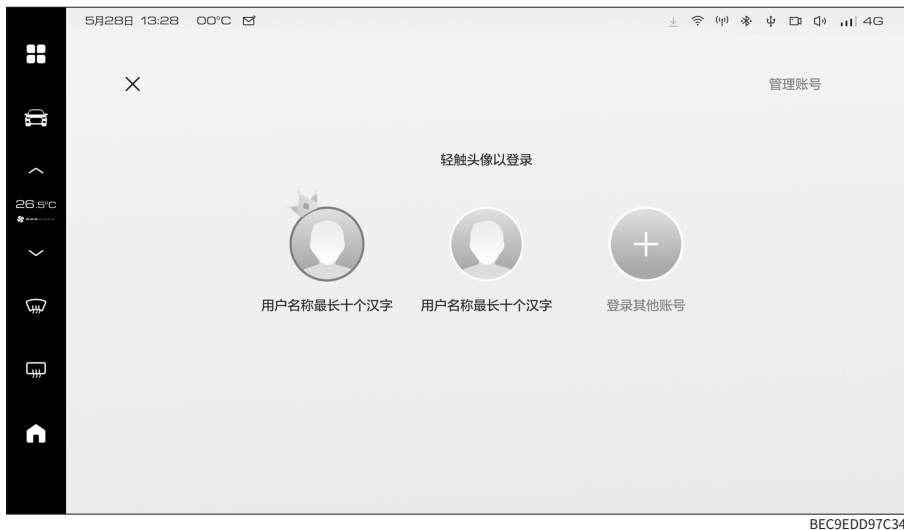 5月28日 13:28 00°C
4G
管理账号
26.5°C
轻触头像以登录
用户名称最长十个汉字
用户名称最长十个汉字
登录其他账号
BEC9EDD97C34